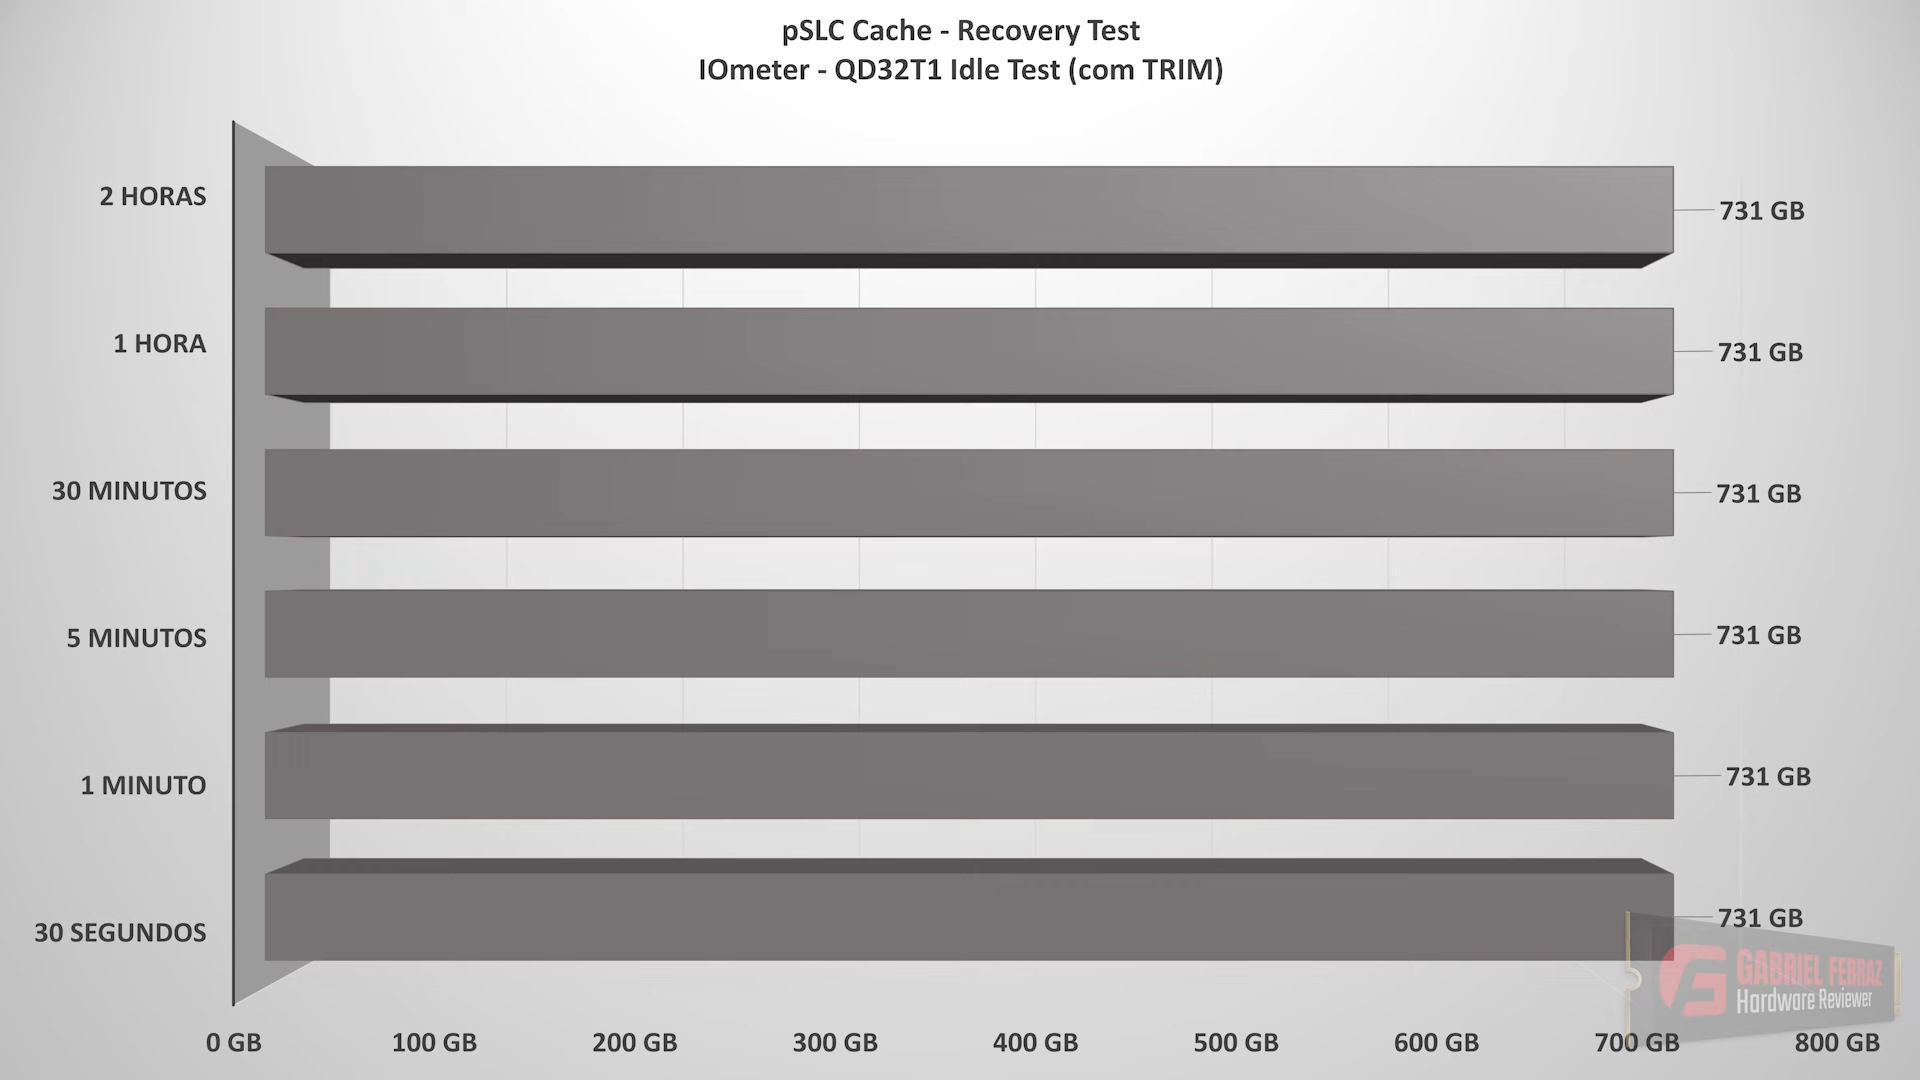 pSLC Cache - Recovery Test
IOmeter - QD32T1 Idle Test (com TRIM)
2 HORAS
731 GB
1 HORA
731 GB
30 MINUTOS
731 GB
5 MINUTOS
731 GB
1 MINUTO
731 GB
30 SEGUNDOS
731 GB
GABRIEL FERRAZ
Hardware Reviewer
0 GB 100 GB 200 GB 300 GB 400 GB 500 GB 600 GB 700 GB 800 GB